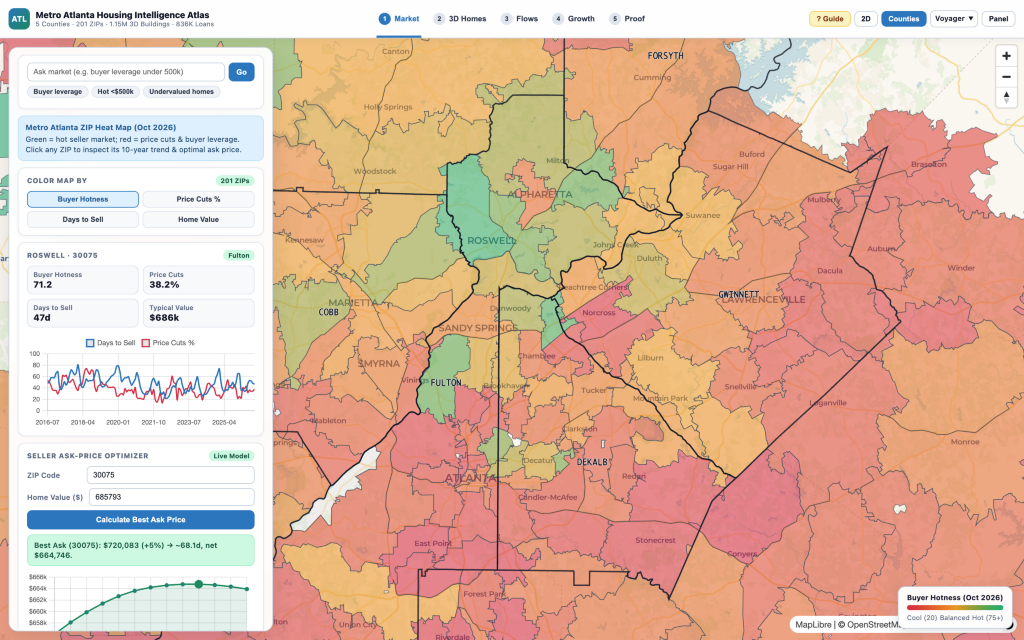 ATL
Metro Atlanta Housing Intelligence Atlas
5 Counties · 201 ZIPs · 1.15M 3D Buildings · 836K Loans
1 Market
2 3D Homes
3 Flows
4 Growth
5 Proof
? Guide
2D
Counties
Voyager ▾
Panel
Ask market (e.g. buyer leverage under 500k)
Go
Buyer leverage
Hot <$500k
Undervalued homes
Metro Atlanta ZIP Heat Map (Oct 2026)
Green = hot seller market; red = price cuts & buyer leverage.
Click any ZIP to inspect its 10-year trend & optimal ask price.
COLOR MAP BY
201 ZIPs
Buyer Hotness
Price Cuts %
Days to Sell
Home Value
ROSWELL · 30075
Fulton
Buyer Hotness
71.2
Price Cuts
38.2%
Days to Sell
47d
Typical Value
$686k
Days to Sell
Price Cuts %
100
80
60
40
20
0
2016-07
2018-04
2020-01
2021-10
2023-07
2025-04
SELLER ASK-PRICE OPTIMIZER
Live Model
ZIP Code
30075
Home Value ($)
685793
Calculate Best Ask Price
Best Ask (30075): $720,083 (+5%) → ~68.1d, net
$664,746.
$666k
$664k
$662k
$660k
$658k
Canton
FORSYTH
Cumming
Holly Springs
Woodstock
Milton
Buford
Sugar Hill
Braselton
ALPHARETTA
Mulberry
Suwanee
Kennesaw
ROSWELL
Johns Creek
Duluth
Auburn
Dacula
Winder
Peachtree Corners
MARIETTA
COBB
Dunwoody
GWINNETT
LAWRENCEVILLE
Norcross
SANDY SPRINGS
SMYRNA
Chamblee
Lilburn
Vinings
FULTON
Brookhaven
Tucker
Snellville
Mountain Park
Loganville
Mableton
Clarkston
Monroe
Decatur
DEKALB
ATLANTA
Redan
Candler-McAfee
East Point
Stonecrest
Conyers
Forest Park
Union City
Riverdale
Buyer Hotness (Oct 2026)
Cool (20) Balanced Hot (75+)
MapLibre | © OpenStreetM